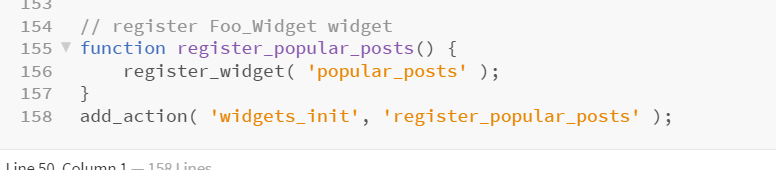 153
154 // register Foo_Widget widget
155 function register_popular_posts() {
156 register_widget( 'popular_posts' );
157 }
158 add_action( 'widgets_init', 'register_popular_posts' );
Line 50, Column 1 — 158 Lines